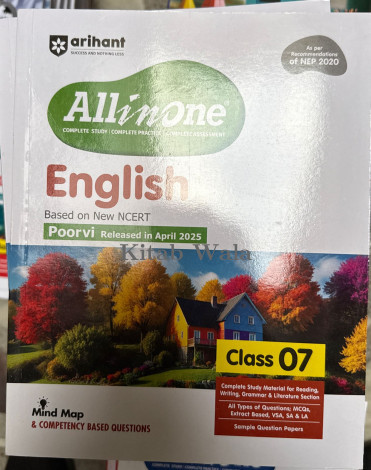 arihant
SUCCESS AND NOTHING LESS
As per
Recommendations
of NEP 2020
All in One
COMPLETE STUDY | COMPLETE PRACTICE | COMPLETE ASSESSMENT
English
Based on New NCERT
Poorvi Released in April 2025
Kitab Wala
Class 07
Complete Study Material for Reading,
Writing, Grammar & Literature Section
All Types of Questions; MCQs,
Extract Based, VSA, SA & LA
Sample Question Papers
Mind Map
& COMPETENCY BASED QUESTIONS